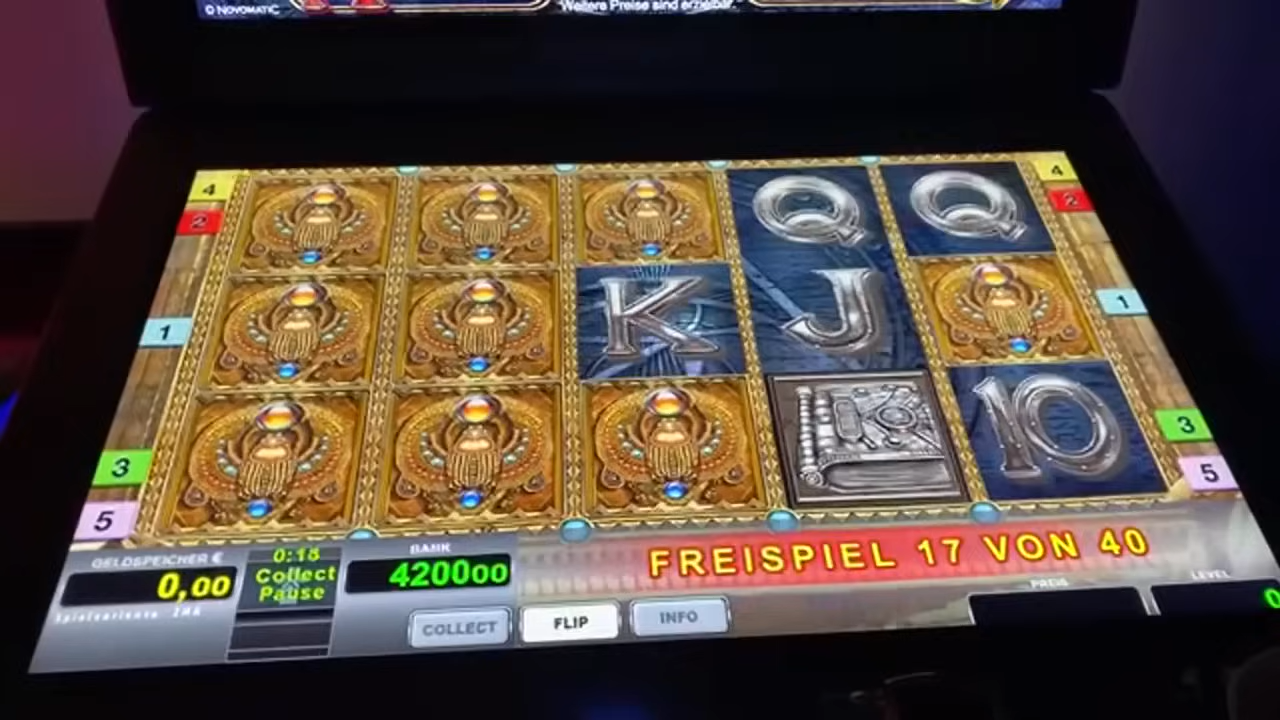 © NOVOMATIC
Weitere Preise sind erzielbar.
4
4
2
2
Q
Q
1
K
J
1
3
10
3
5
5
GELDSPEICHER €
0,00
0:18
Collect
Pause
BANK
420000
FREISPIEL 17 VON 40
PREIS
LEVEL
0
COLLECT
FLIP
INFO